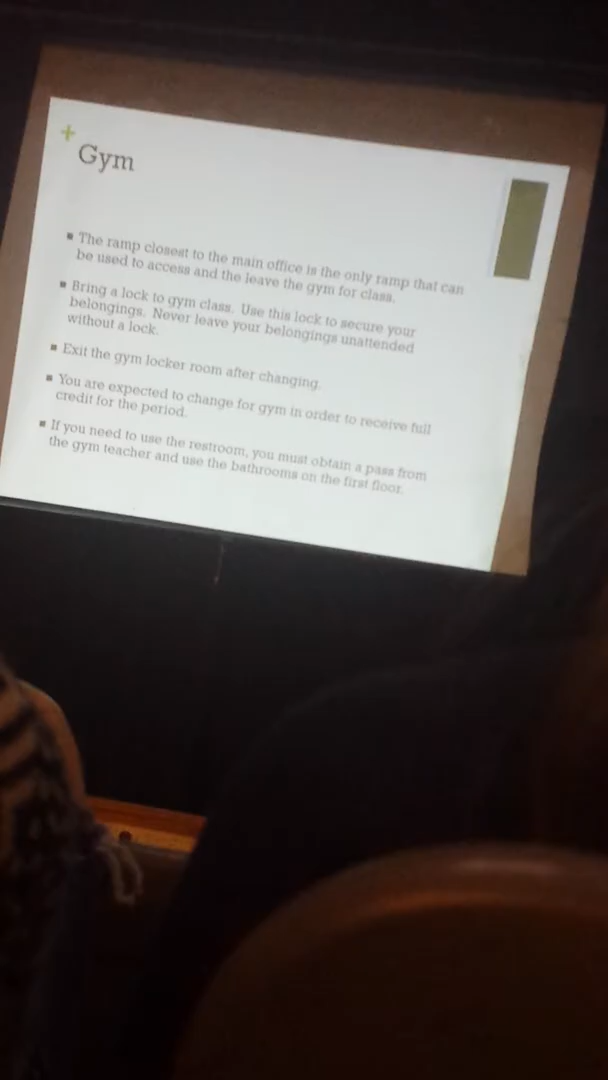 +
Gym
▪ The ramp closest to the main office is the only ramp that can
be used to access and the leave the gym for class.
▪ Bring a lock to gym class. Use this lock to secure your
belongings. Never leave your belongings unattended
without a lock.
▪ Exit the gym locker room after changing.
▪ You are expected to change for gym in order to receive full
credit for the period.
▪ If you need to use the restroom, you must obtain a pass from
the gym teacher and use the bathrooms on the first floor.